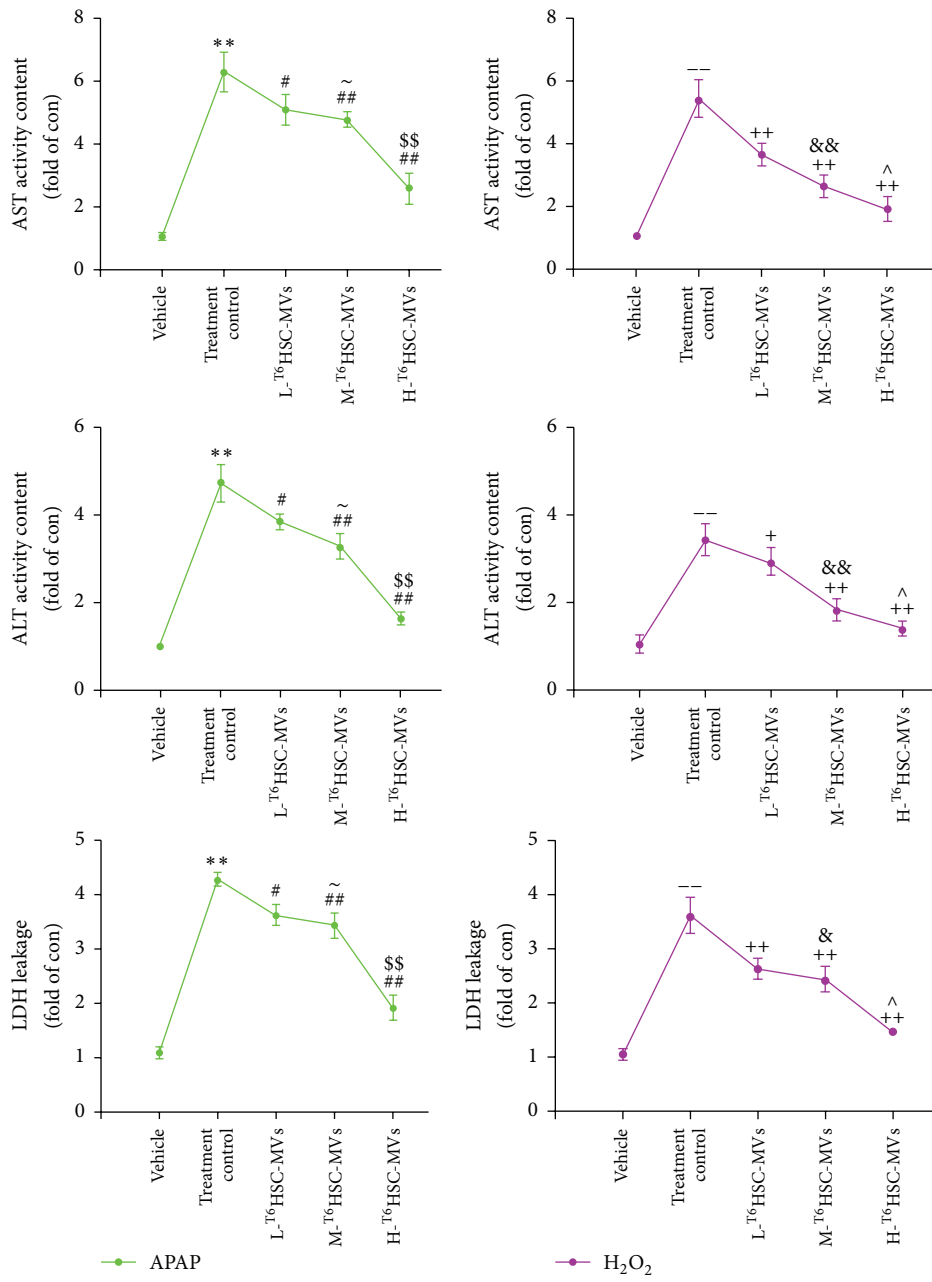 AST activity content
(fold of con)
8
6
4
2
0
**
#
~
##
$$
##
Vehicle
Treatment
control
L-ᵀ⁶HSC-MVs
M-ᵀ⁶HSC-MVs
H-ᵀ⁶HSC-MVs
AST activity content
(fold of con)
8
6
4
2
0
−−
++
&&
++
^
++
Vehicle
Treatment
control
L-ᵀ⁶HSC-MVs
M-ᵀ⁶HSC-MVs
H-ᵀ⁶HSC-MVs
ALT activity content
(fold of con)
6
4
2
0
**
#
~
##
$$
##
Vehicle
Treatment
control
L-ᵀ⁶HSC-MVs
M-ᵀ⁶HSC-MVs
H-ᵀ⁶HSC-MVs
ALT activity content
(fold of con)
6
4
2
0
−−
+
&&
++
^
++
Vehicle
Treatment
control
L-ᵀ⁶HSC-MVs
M-ᵀ⁶HSC-MVs
H-ᵀ⁶HSC-MVs
LDH leakage
(fold of con)
5
4
3
2
1
0
**
#
~
##
$$
##
Vehicle
Treatment
control
L-ᵀ⁶HSC-MVs
M-ᵀ⁶HSC-MVs
H-ᵀ⁶HSC-MVs
APAP
LDH leakage
(fold of con)
5
4
3
2
1
0
−−
++
&
++
^
++
Vehicle
Treatment
control
L-ᵀ⁶HSC-MVs
M-ᵀ⁶HSC-MVs
H-ᵀ⁶HSC-MVs
H₂O₂